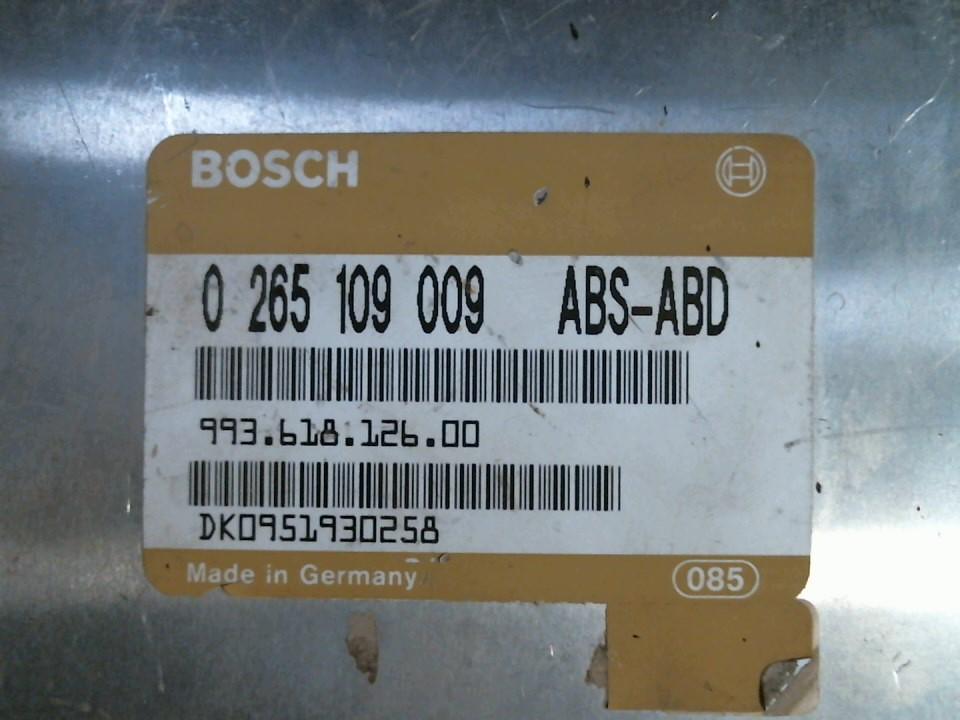 BOSCH
0 265 109 009 ABS-ABD
993.618.126.00
DK0951930258
Made in Germany 085